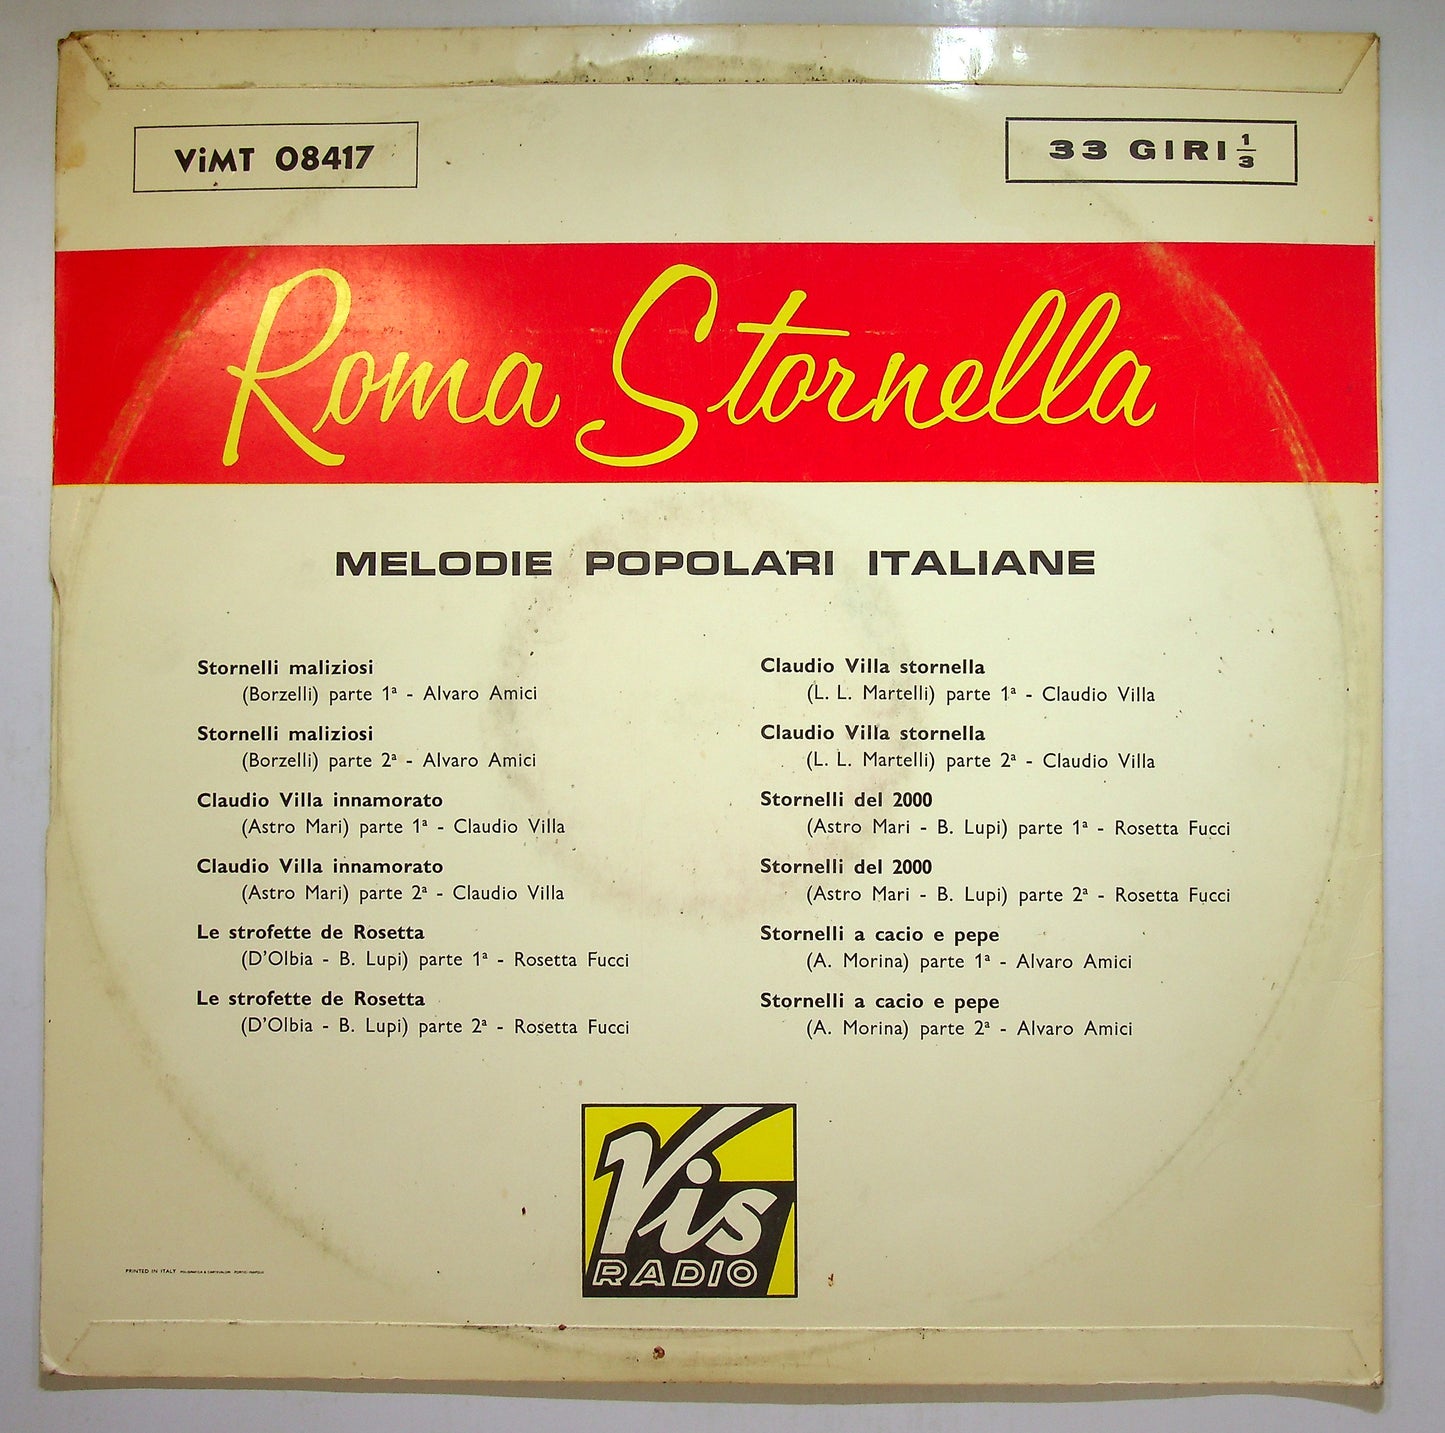 ViMT 08417
33 GIRI 1/3
Roma Stornella
MELODIE POPOLARI ITALIANE
Stornelli maliziosi
(Borzelli) parte 1ª - Alvaro Amici
Stornelli maliziosi
(Borzelli) parte 2ª - Alvaro Amici
Claudio Villa innamorato
(Astro Mari) parte 1ª - Claudio Villa
Claudio Villa innamorato
(Astro Mari) parte 2ª - Claudio Villa
Le strofette de Rosetta
(D'Olbia - B. Lupi) parte 1ª - Rosetta Fucci
Le strofette de Rosetta
(D'Olbia - B. Lupi) parte 2ª - Rosetta Fucci
Claudio Villa stornella
(L. L. Martelli) parte 1ª - Claudio Villa
Claudio Villa stornella
(L. L. Martelli) parte 2ª - Claudio Villa
Stornelli del 2000
(Astro Mari - B. Lupi) parte 1ª - Rosetta Fucci
Stornelli del 2000
(Astro Mari - B. Lupi) parte 2ª - Rosetta Fucci
Stornelli a cacio e pepe
(A. Morina) parte 1ª - Alvaro Amici
Stornelli a cacio e pepe
(A. Morina) parte 2ª - Alvaro Amici
Vis
RADIO
PRINTED IN ITALY